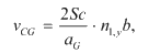 v_{CG} = \frac{2Sc}{a_G} \cdot n_{1,y} b,